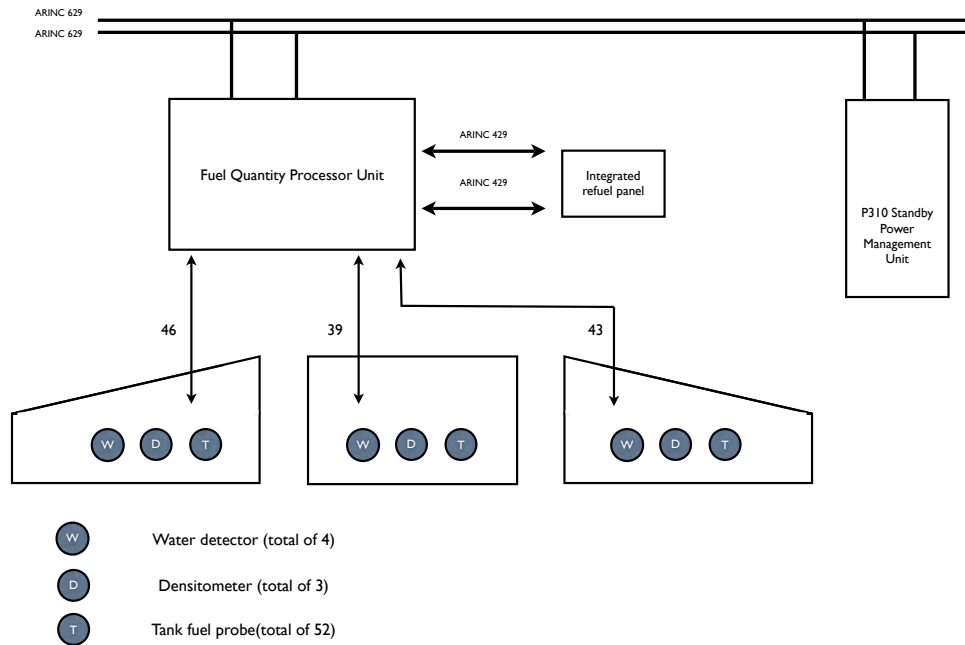 ARINC 629
ARINC 629
Fuel Quantity Processor Unit
ARINC 429
ARINC 429
Integrated
refuel panel
P310 Standby
Power
Management
Unit
46
39
43
W D T
W D T
W D T
W Water detector (total of 4)
D Densitometer (total of 3)
T Tank fuel probe(total of 52)